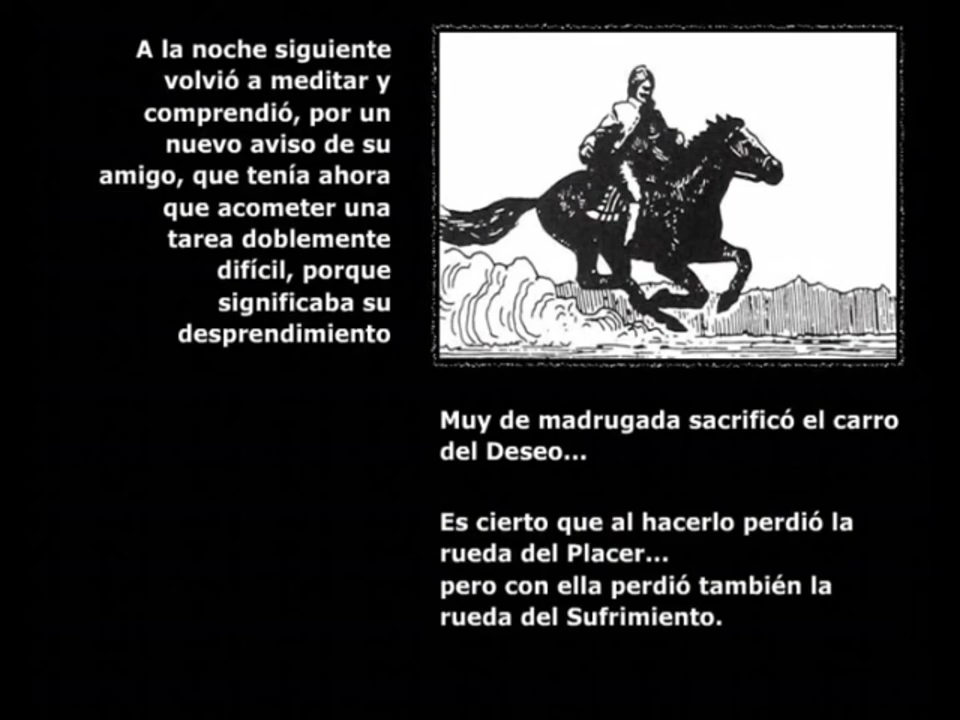 A la noche siguiente
volvió a meditar y
comprendió, por un
nuevo aviso de su
amigo, que tenía ahora
que acometer una
tarea doblemente
difícil, porque
significaba su
desprendimiento
Muy de madrugada sacrificó el carro
del Deseo...
Es cierto que al hacerlo perdió la
rueda del Placer...
pero con ella perdió también la
rueda del Sufrimiento.